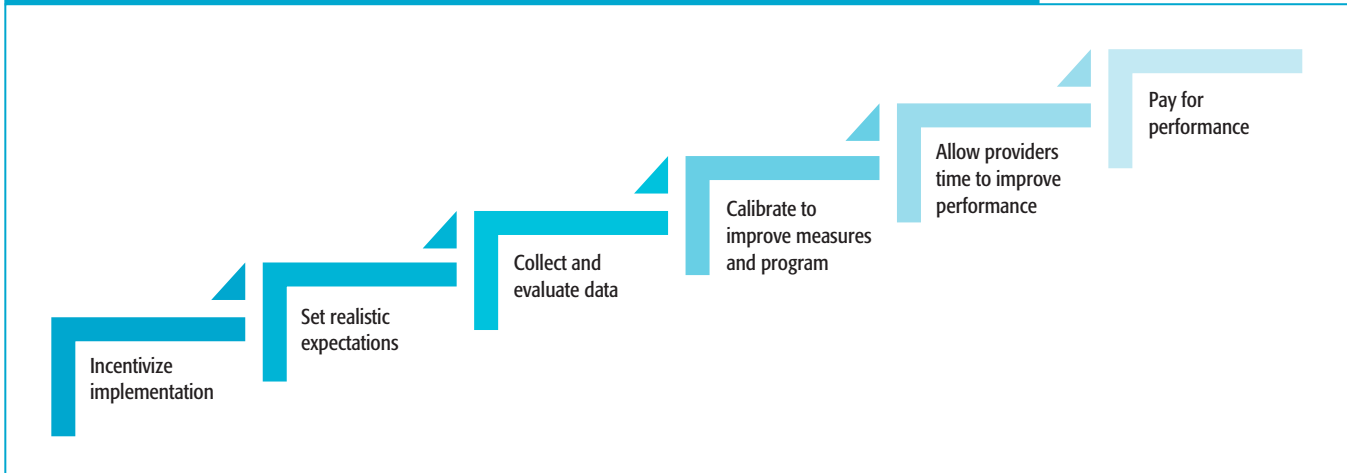 Incentivize
implementation
Set realistic
expectations
Collect and
evaluate data
Calibrate to
improve measures
and program
Allow providers
time to improve
performance
Pay for
performance